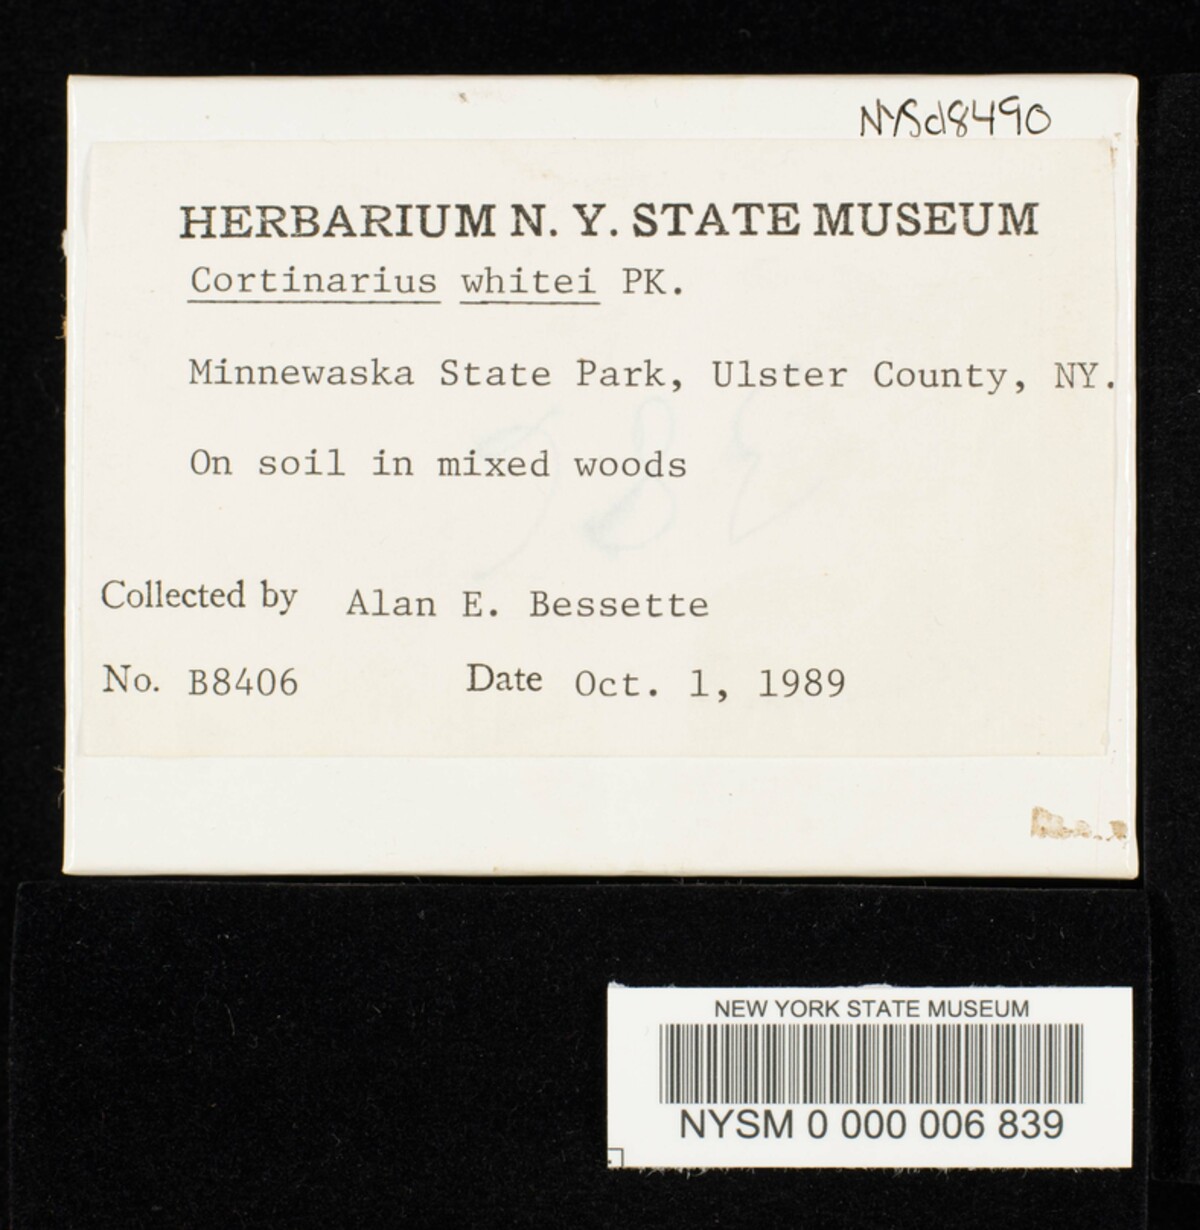 NYSd8490
HERBARIUM N. Y. STATE MUSEUM
Cortinarius whitei PK.
Minnewaska State Park, Ulster County, NY.
On soil in mixed woods
Collected by Alan E. Bessette
No. B8406 Date Oct. 1, 1989
NEW YORK STATE MUSEUM
NYSM 0 000 006 839